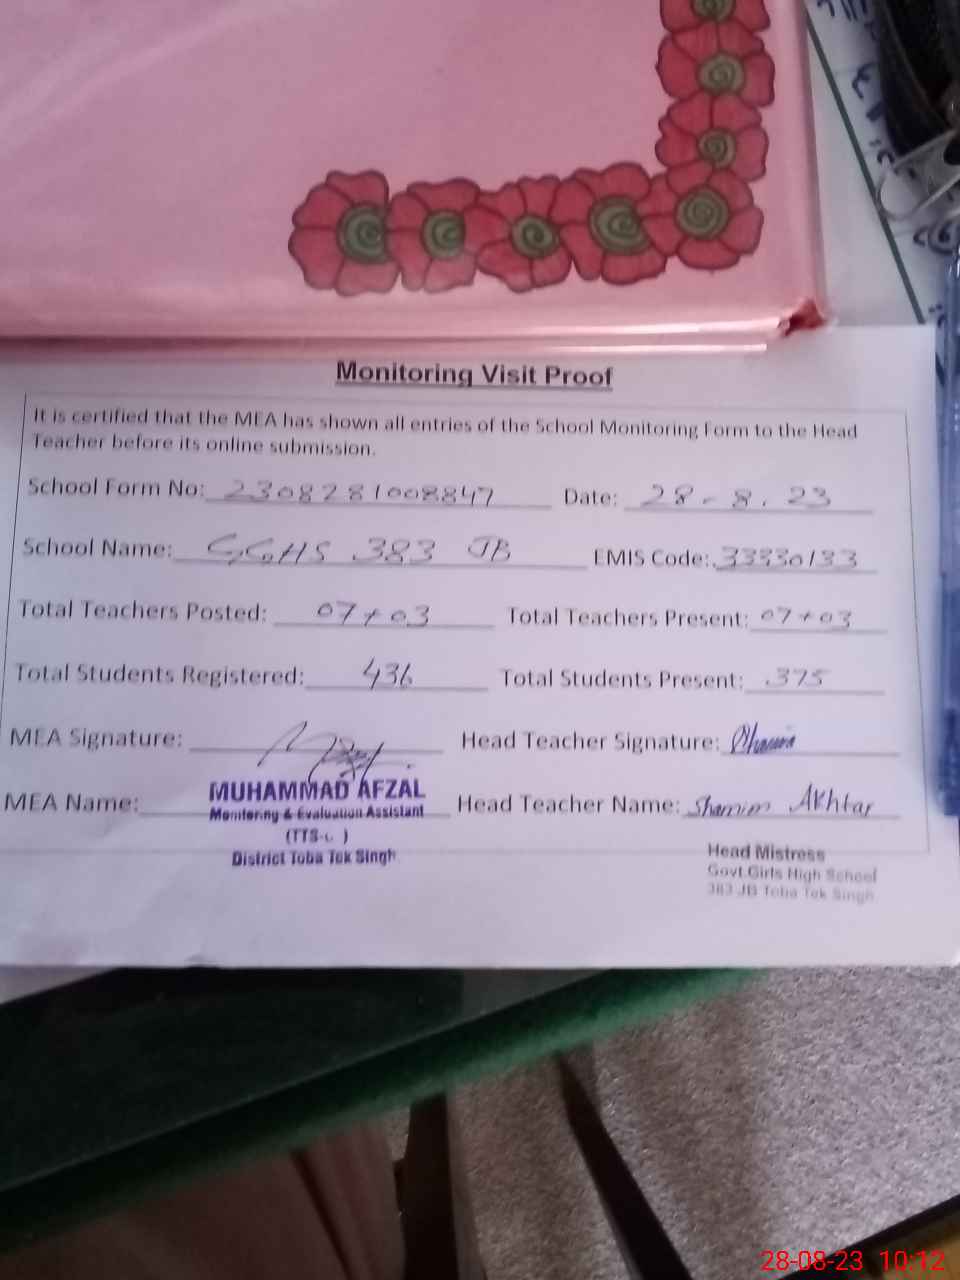 Monitoring Visit Proof
It is certified that the MEA has shown all entries of the School Monitoring Form to the Head
Teacher before its online submission.
School Form No: 2308281008847 Date: 28-8.23
School Name: GGHS 383 JB EMIS Code: 33330133
Total Teachers Posted: 07+03 Total Teachers Present: 07+03
Total Students Registered: 436 Total Students Present: 375
MEA Signature: Head Teacher Signature: Shamim
MEA Name: MUHAMMAD AFZAL Head Teacher Name: Shamim Akhtar
Monitoring & Evaluation Assistant
District Toba Tek Singh
Head Mistress
Govt.Girls High School
383 JB Toba Tek Singh.
28-08-23 10:12